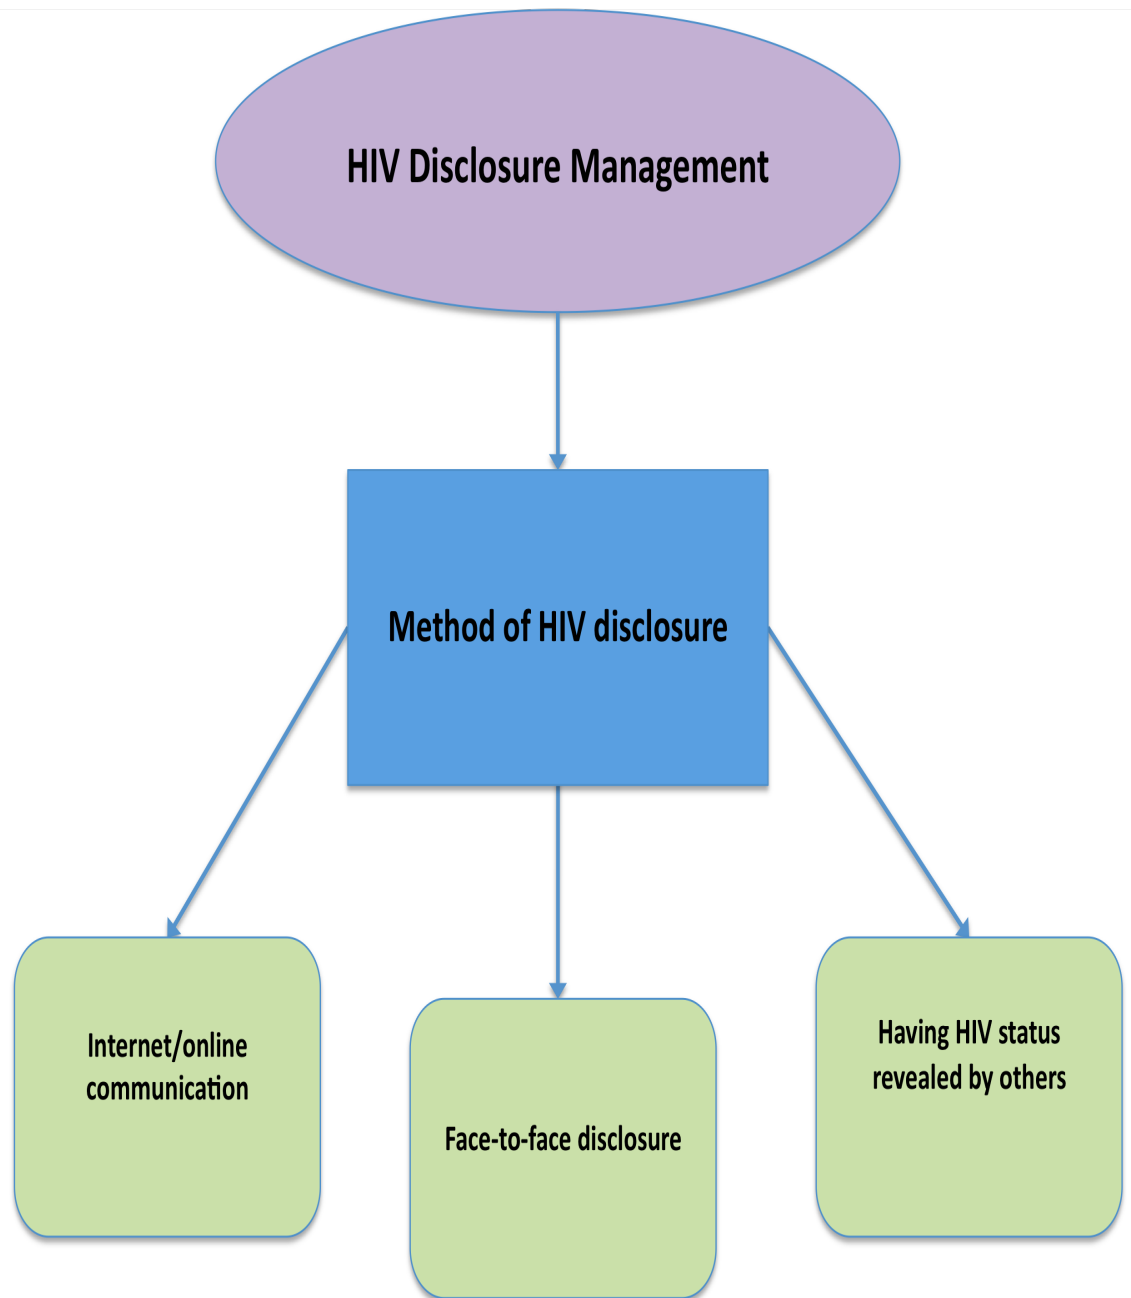 HIV Disclosure Management
Method of HIV disclosure
Internet/online
communication
Face-to-face disclosure
Having HIV status
revealed by others